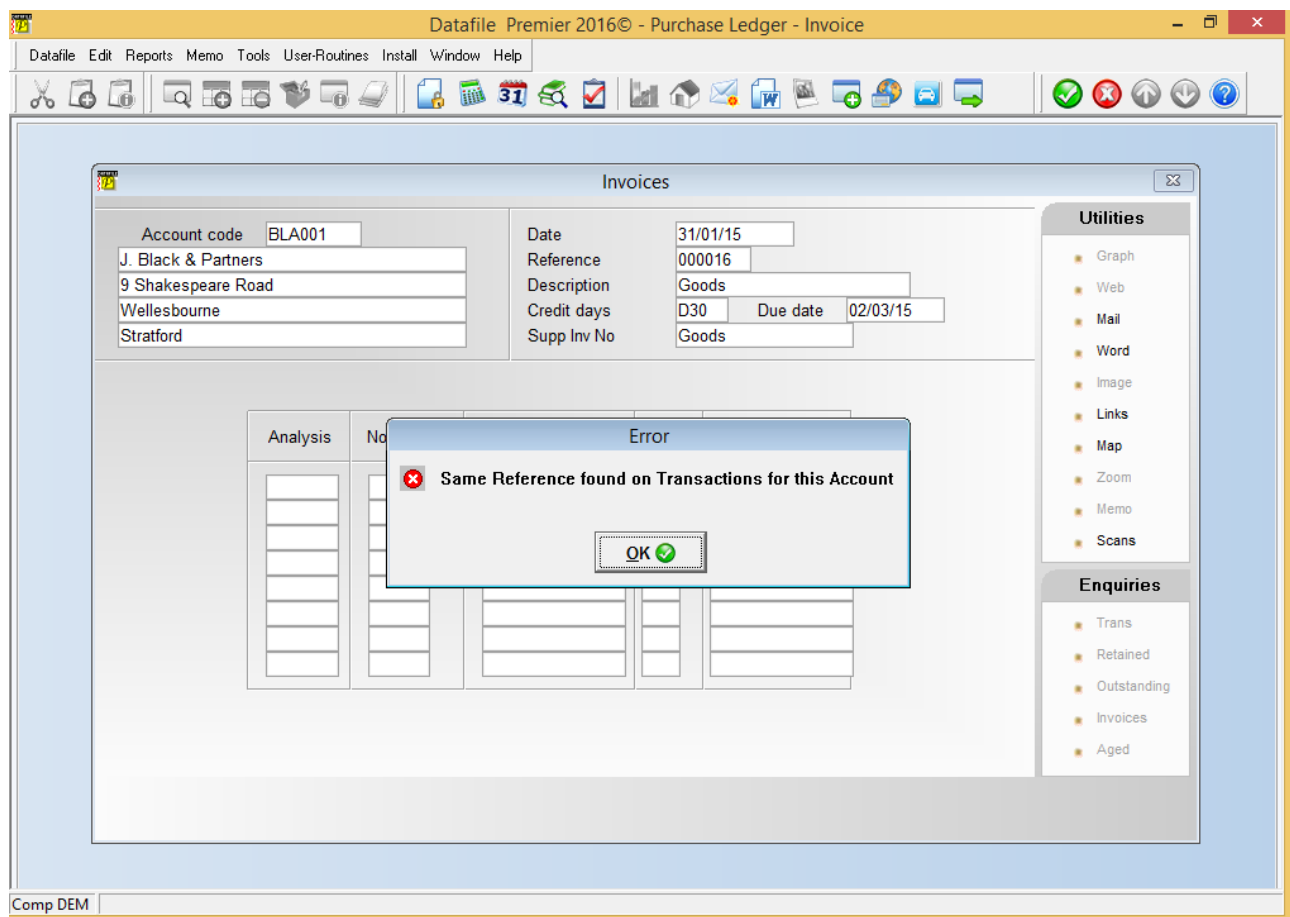 Datafile Premier 2016© - Purchase Ledger - Invoice
Datafile Edit Reports Memo Tools User-Routines Install Window Help
31
W
?
Invoices
Account code BLA001
J. Black & Partners
9 Shakespeare Road
Wellesbourne
Stratford
Date 31/01/15
Reference 000016
Description Goods
Credit days D30 Due date 02/03/15
Supp Inv No Goods
Analysis No
Error
Same Reference found on Transactions for this Account
OK
Utilities
Graph
Web
Mail
Word
Image
Links
Map
Zoom
Memo
Scans
Enquiries
Trans
Retained
Outstanding
Invoices
Aged
Comp DEM